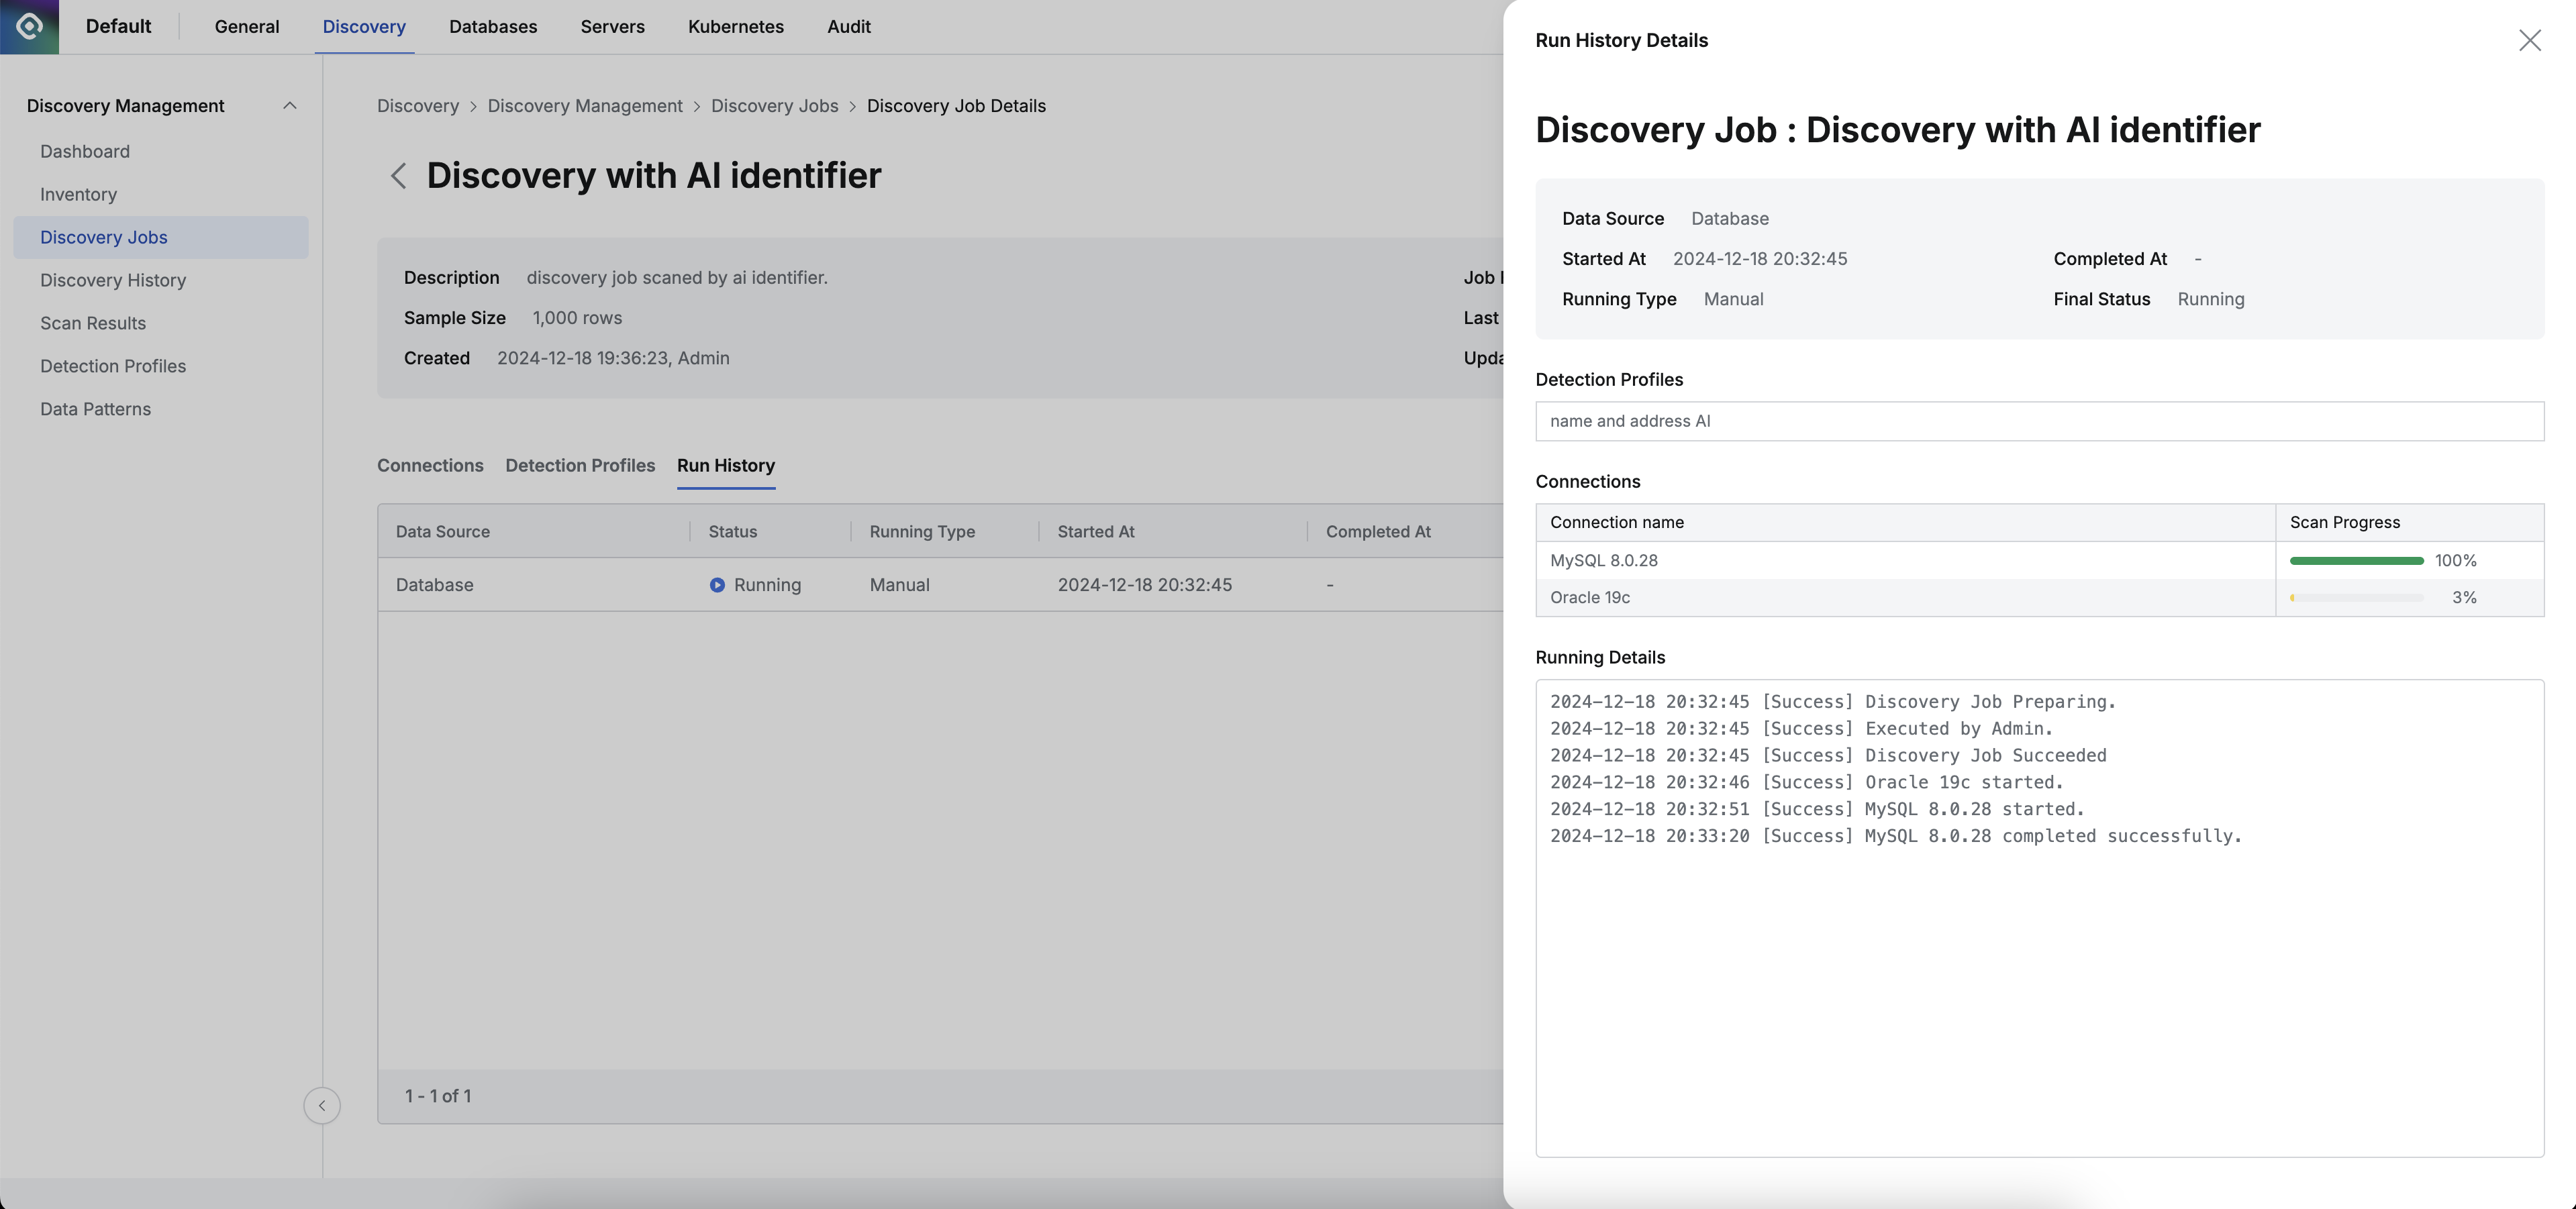 Default
General
Discovery
Databases
Servers
Kubernetes
Audit
Discovery Management
Dashboard
Inventory
Discovery Jobs
Discovery History
Scan Results
Detection Profiles
Data Patterns
Discovery > Discovery Management > Discovery Jobs > Discovery Job Details
Discovery with AI identifier
Description discovery job scaned by ai identifier.
Job
Sample Size 1,000 rows
Last
Created 2024-12-18 19:36:23, Admin
Connections Detection Profiles Run History
Data Source Status Running Type Started At Completed At
Database Running Manual 2024-12-18 20:32:45 -
1 - 1 of 1
Run History Details
Discovery Job : Discovery with AI identifier
Data Source Database
Started At 2024-12-18 20:32:45 Completed At -
Running Type Manual Final Status Running
Detection Profiles
name and address AI
Connections
Connection name Scan Progress
MySQL 8.0.28 100%
Oracle 19c 3%
Running Details
2024-12-18 20:32:45 [Success] Discovery Job Preparing.
2024-12-18 20:32:45 [Success] Executed by Admin.
2024-12-18 20:32:45 [Success] Discovery Job Succeeded
2024-12-18 20:32:46 [Success] Oracle 19c started.
2024-12-18 20:32:51 [Success] MySQL 8.0.28 started.
2024-12-18 20:33:20 [Success] MySQL 8.0.28 completed successfully.